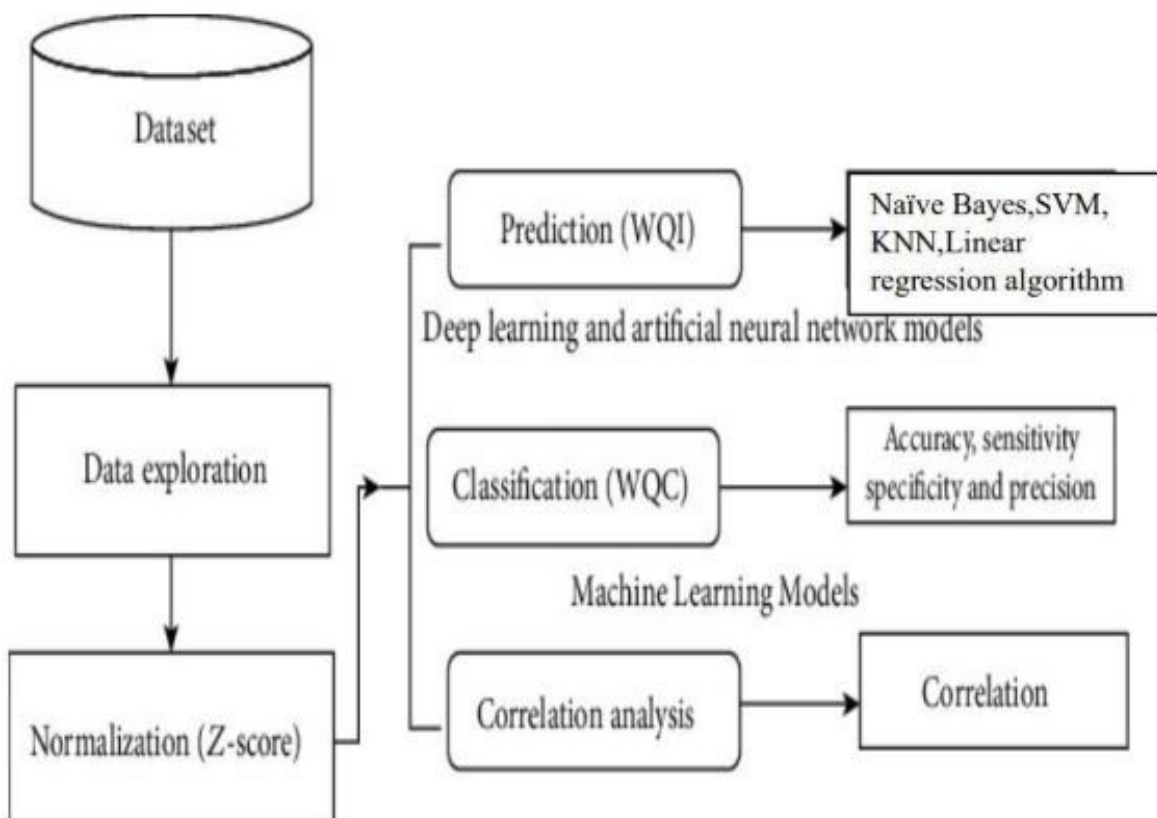 Dataset
Data exploration
Normalization (Z-score)
Prediction (WQI)
Naïve Bayes,SVM,
KNN,Linear
regression algorithm
Deep learning and artificial neural network models
Classification (WQC)
Accuracy, sensitivity
specificity and precision
Machine Learning Models
Correlation analysis
Correlation